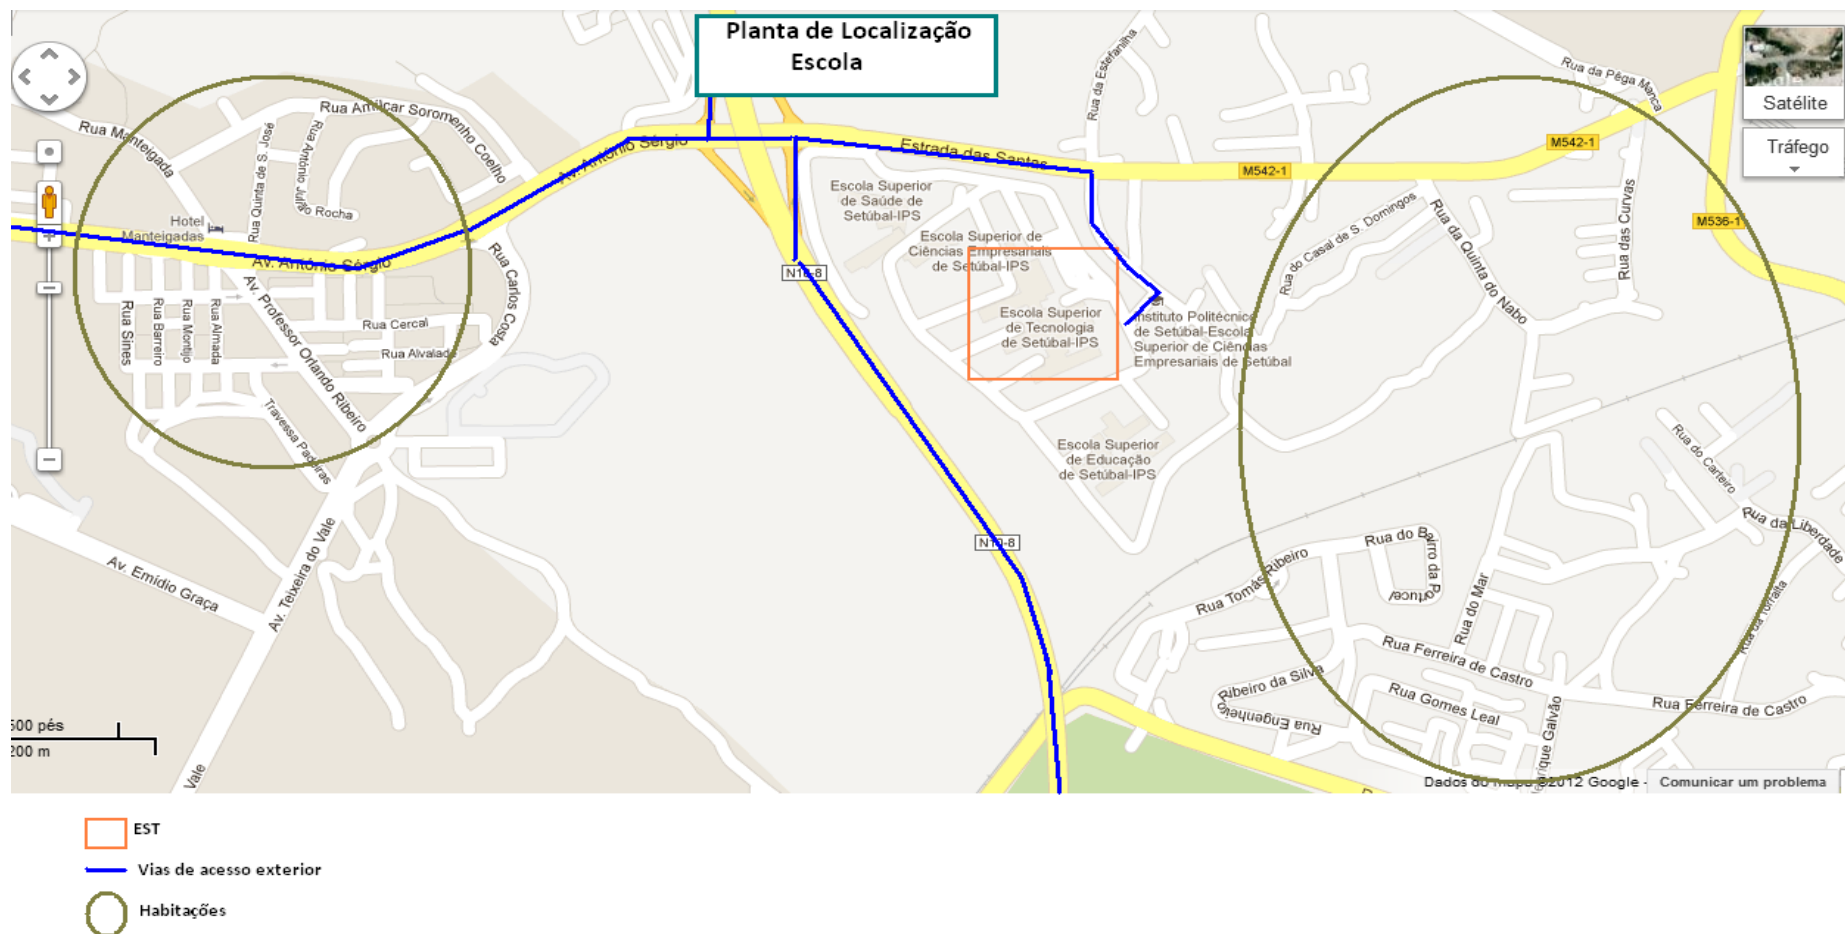 Planta de Localização
Escola
Satélite
Tráfego
Rua da Pêga Manca
Rua da Estefanilha
M542-1
M542-1
M536-1
Rua das Curvas
Rua Manteigada
Rua Amílcar Soromenho Coelho
Rua Quinta de S. José
Rua António Julião Rocha
Hotel
Manteigadas
Av. António Sérgio
Av. António Sérgio
Estrada das Santas
Escola Superior
de Saúde de
Setúbal-IPS
Escola Superior de
Ciências Empresariais
de Setúbal-IPS
Escola Superior
de Tecnologia
de Setúbal-IPS
Instituto Politécnico
de Setúbal-Escola
Superior de Ciências
Empresariais de Setúbal
Escola Superior
de Educação
de Setúbal-IPS
Rua do Casal de S. Domingos
Rua da Quinta do Nabo
Rua Carlos Costa
Av. Professor Orlando Ribeiro
Rua Sines
Rua Barreiro
Rua Montijo
Rua Almada
Rua Cercal
Rua Alvalade
Travessa Padeiras
Av. Teixeira do Vale
Av. Emídio Graça
Vale
N10-8
N10-8
Rua do Carteiro
Rua da Liberdade
Rua do Bairro da Portucel
Rua Tomás Ribeiro
Rua do Mar
Rua da Torralta
Rua Ferreira de Castro
Rua Ferreira de Castro
Rua Gomes Leal
Rua Engenheiro Ribeiro da Silva
Henrique Galvão
500 pés
200 m
Dados do mapa ©2012 Google -
Comunicar um problema
EST
Vias de acesso exterior
Habitações